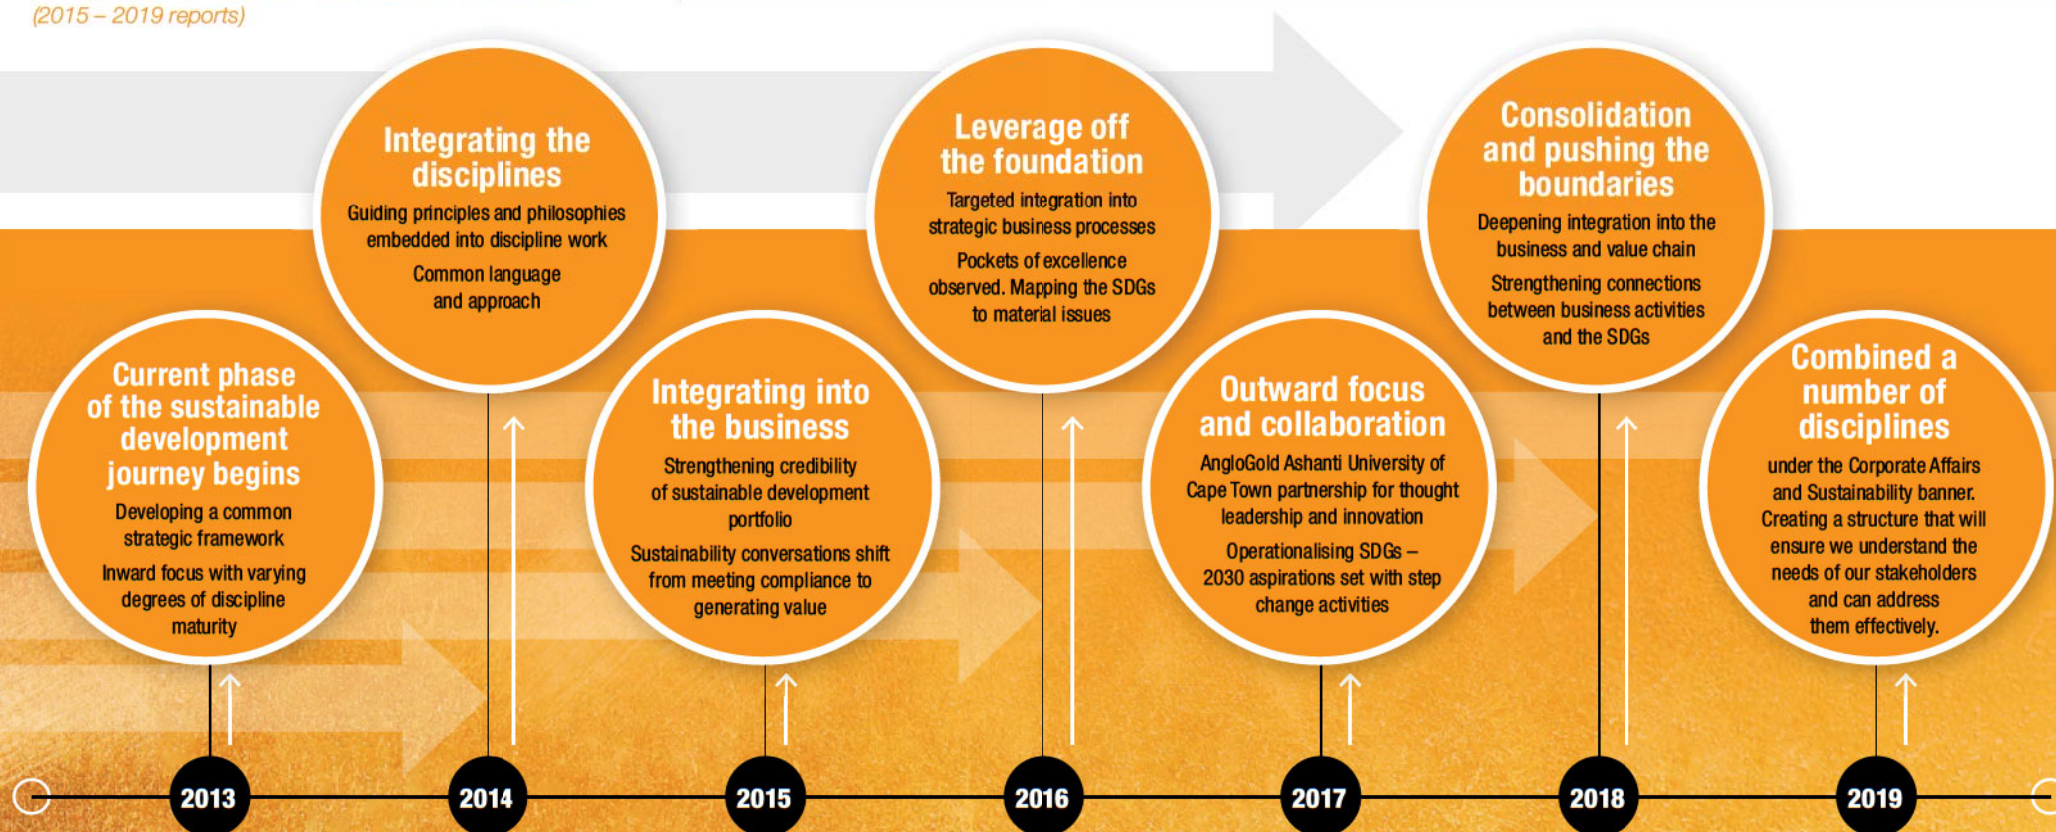 (2015 – 2019 reports)
Current phase
of the sustainable
development
journey begins
Developing a common
strategic framework
Inward focus with varying
degrees of discipline
maturity
Integrating the
disciplines
Guiding principles and philosophies
embedded into discipline work
Common language
and approach
Integrating into
the business
Strengthening credibility
of sustainable development
portfolio
Sustainability conversations shift
from meeting compliance to
generating value
Leverage off
the foundation
Targeted integration into
strategic business processes
Pockets of excellence
observed. Mapping the SDGs
to material issues
Outward focus
and collaboration
AngloGold Ashanti University of
Cape Town partnership for thought
leadership and innovation
Operationalising SDGs –
2030 aspirations set with step
change activities
Consolidation
and pushing the
boundaries
Deepening integration into the
business and value chain
Strengthening connections
between business activities
and the SDGs
Combined a
number of
disciplines
under the Corporate Affairs
and Sustainability banner.
Creating a structure that will
ensure we understand the
needs of our stakeholders
and can address
them effectively.
2013
2014
2015
2016
2017
2018
2019